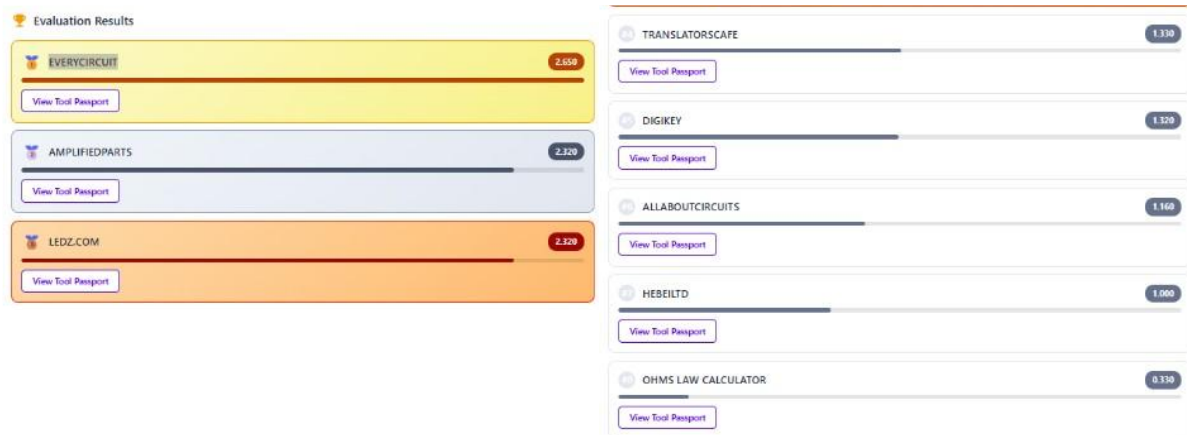 Evaluation Results
EVERYCIRCUIT
2.650
View Tool Passport
AMPLIFIEDPARTS
2.320
View Tool Passport
LEDZ.COM
2.320
View Tool Passport
TRANSLATORSCAFE
1.330
View Tool Passport
DIGIKEY
1.320
View Tool Passport
ALLABOUTCIRCUITS
1.160
View Tool Passport
HEBEILTD
1.000
View Tool Passport
OHMS LAW CALCULATOR
0.330
View Tool Passport